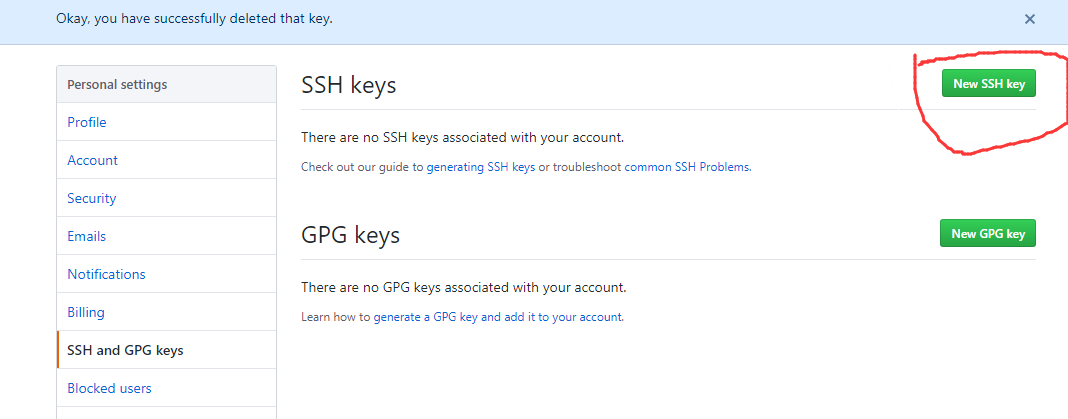 Okay, you have successfully deleted that key.
Personal settings
Profile
Account
Security
Emails
Notifications
Billing
SSH and GPG keys
Blocked users
SSH keys
New SSH key
There are no SSH keys associated with your account.
Check out our guide to generating SSH keys or troubleshoot common SSH Problems.
GPG keys
New GPG key
There are no GPG keys associated with your account.
Learn how to generate a GPG key and add it to your account.